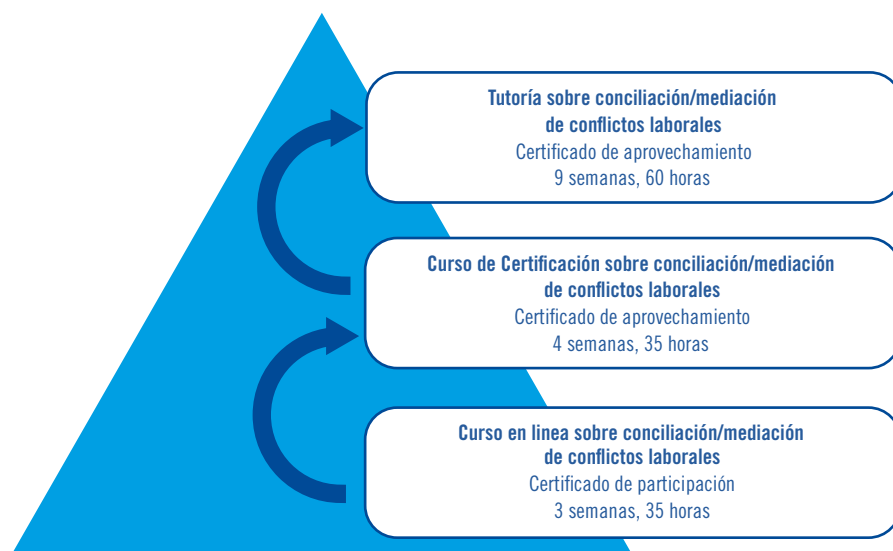 Tutoría sobre conciliación/mediación
de conflictos laborales
Certificado de aprovechamiento
9 semanas, 60 horas
Curso de Certificación sobre conciliación/mediación
de conflictos laborales
Certificado de aprovechamiento
4 semanas, 35 horas
Curso en linea sobre conciliación/mediación
de conflictos laborales
Certificado de participación
3 semanas, 35 horas